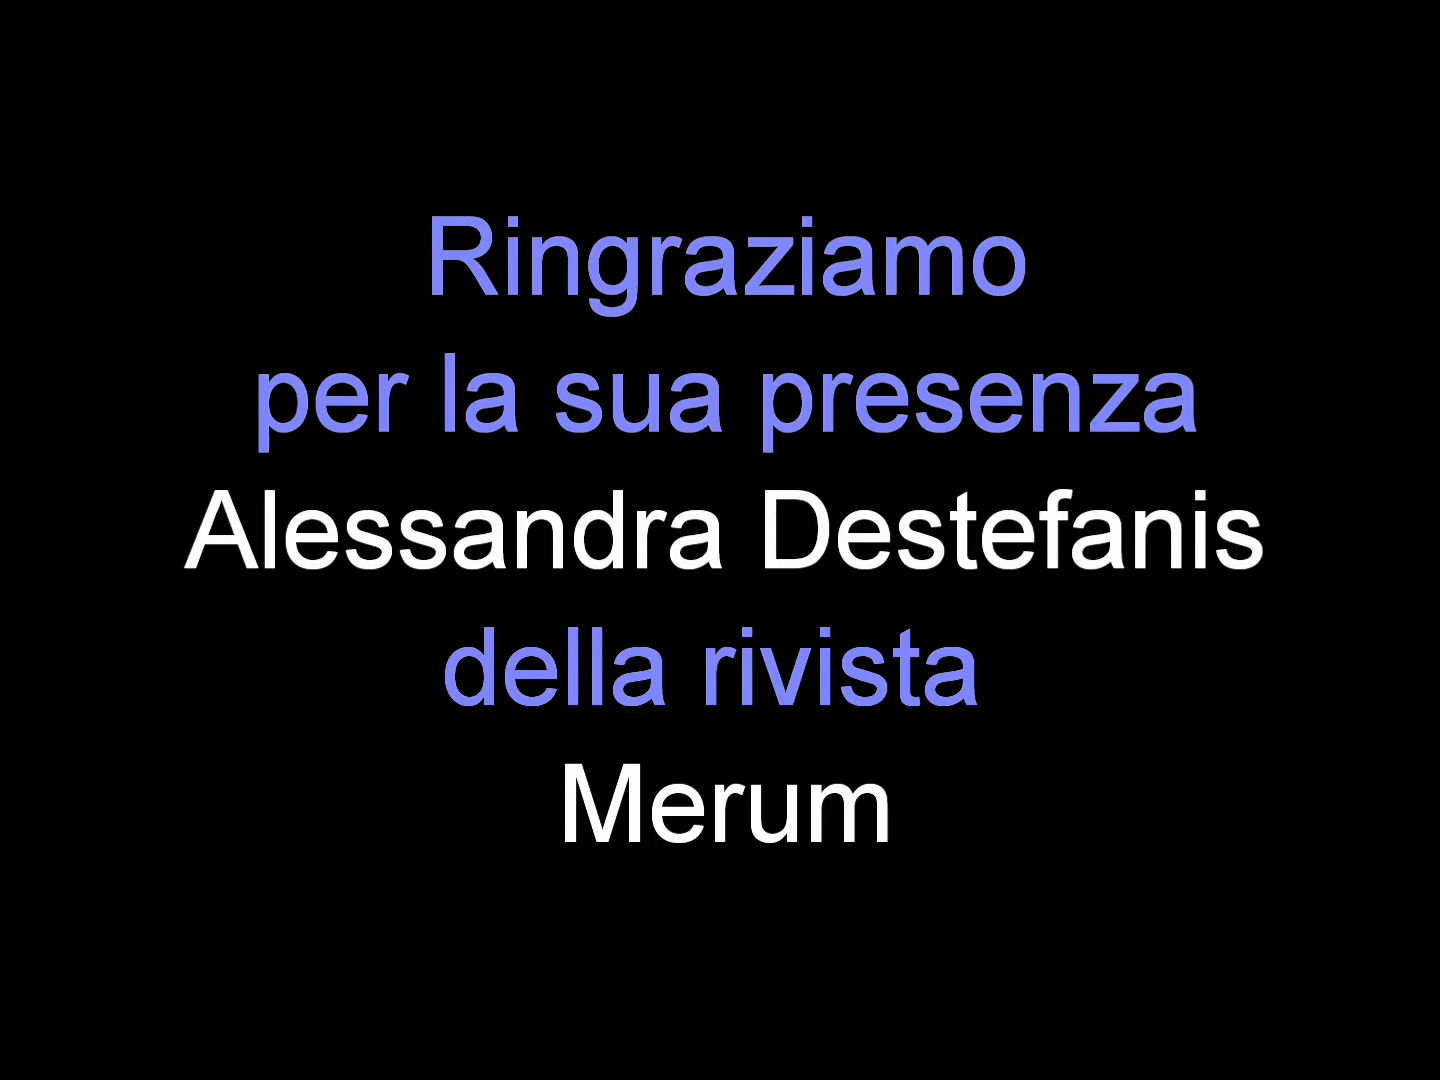 Ringraziamo
per la sua presenza
Alessandra Destefanis
della rivista
Merum